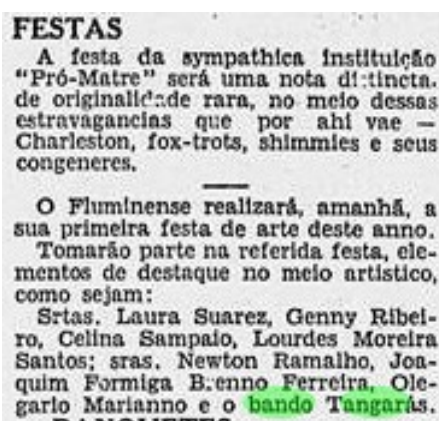 FESTAS
A festa da sympathica instituição
"Pró-Matre" será uma nota distincta.
de originalidade rara, no meio dessas
estravagancias que por ahi vae —
Charleston, fox-trots, shimmies e seus
congeneres.
O Fluminense realizará, amanhã, a
sua primeira festa de arte deste anno.
Tomarão parte na referida festa, ele-
mentos de destaque no meio artistico,
como sejam:
Srtas. Laura Suarez, Genny Ribei-
ro, Celina Sampaio, Lourdes Moreira
Santos; sras. Newton Ramalho, Joa-
quim Formiga Brenno Ferreira, Ole-
gario Marianno e o bando Tangarás.
BANQUETES